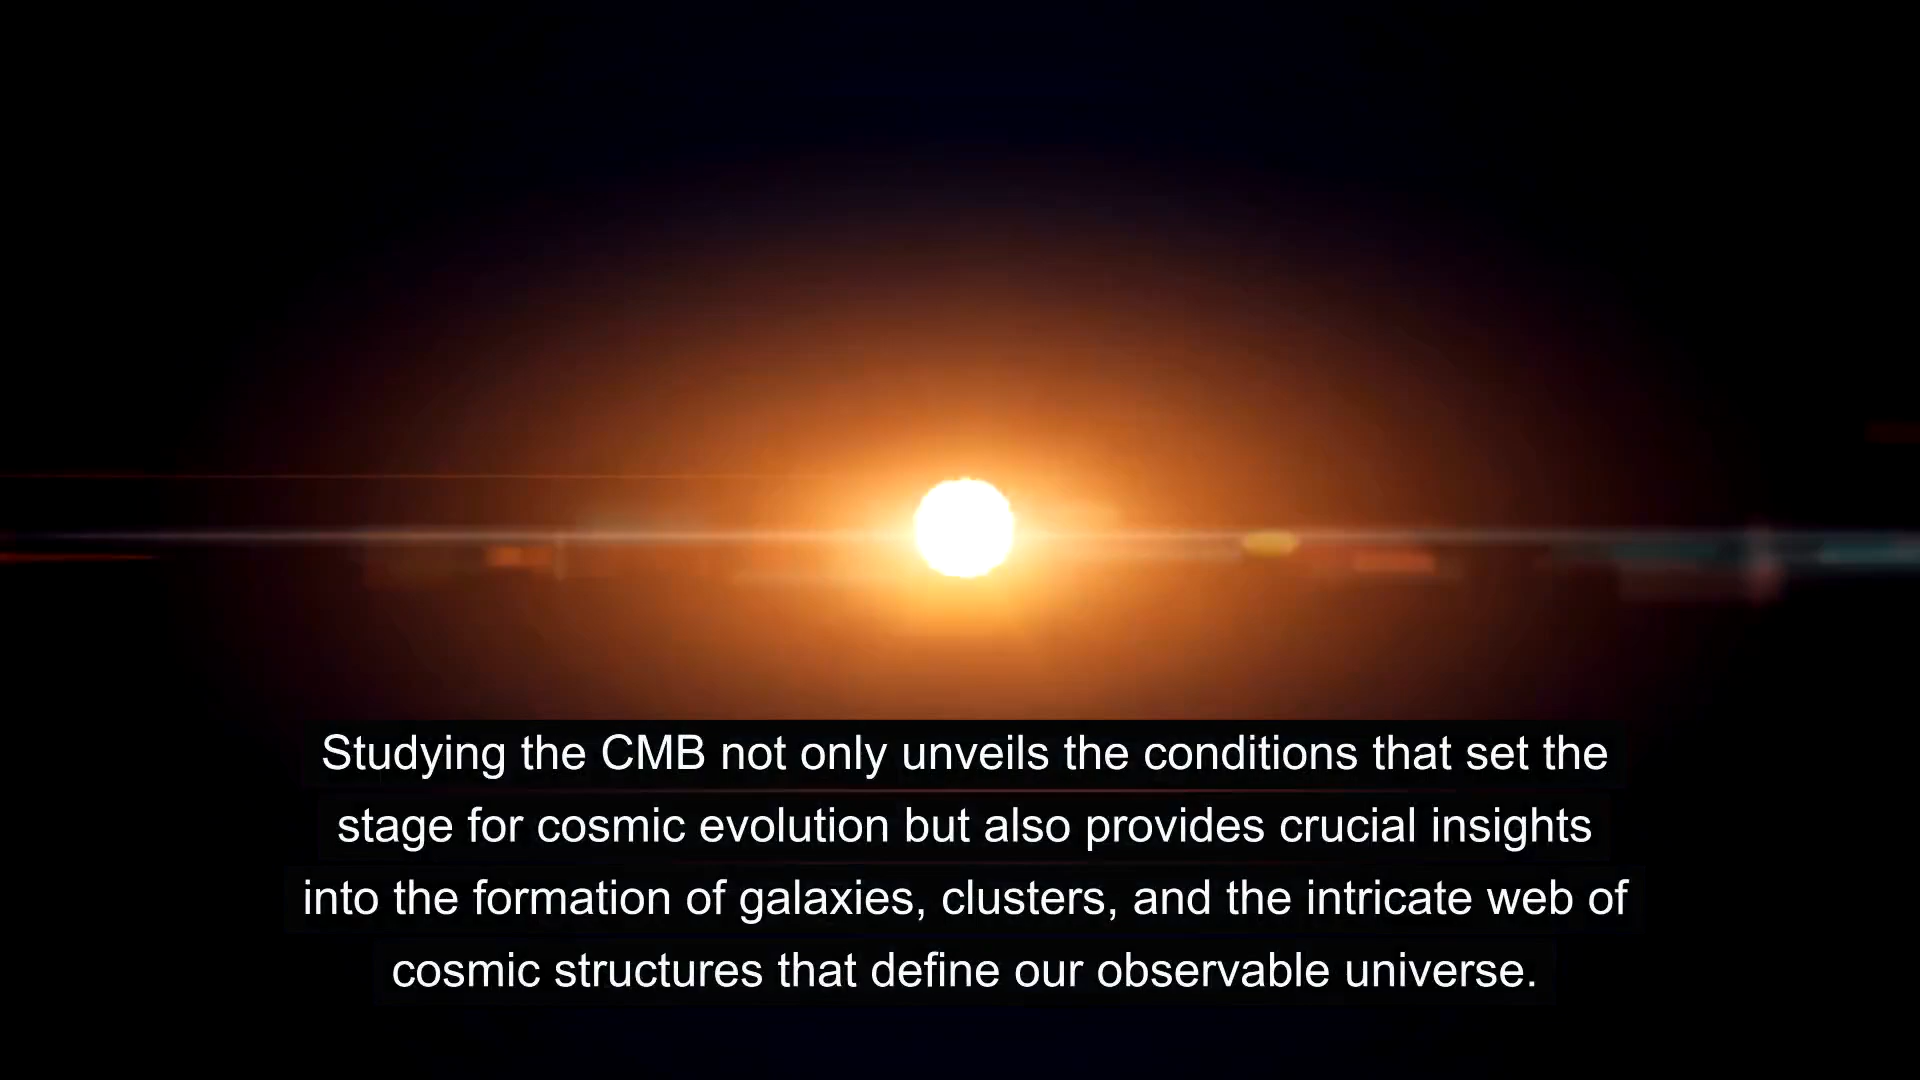 Studying the CMB not only unveils the conditions that set the
stage for cosmic evolution but also provides crucial insights
into the formation of galaxies, clusters, and the intricate web of
cosmic structures that define our observable universe.